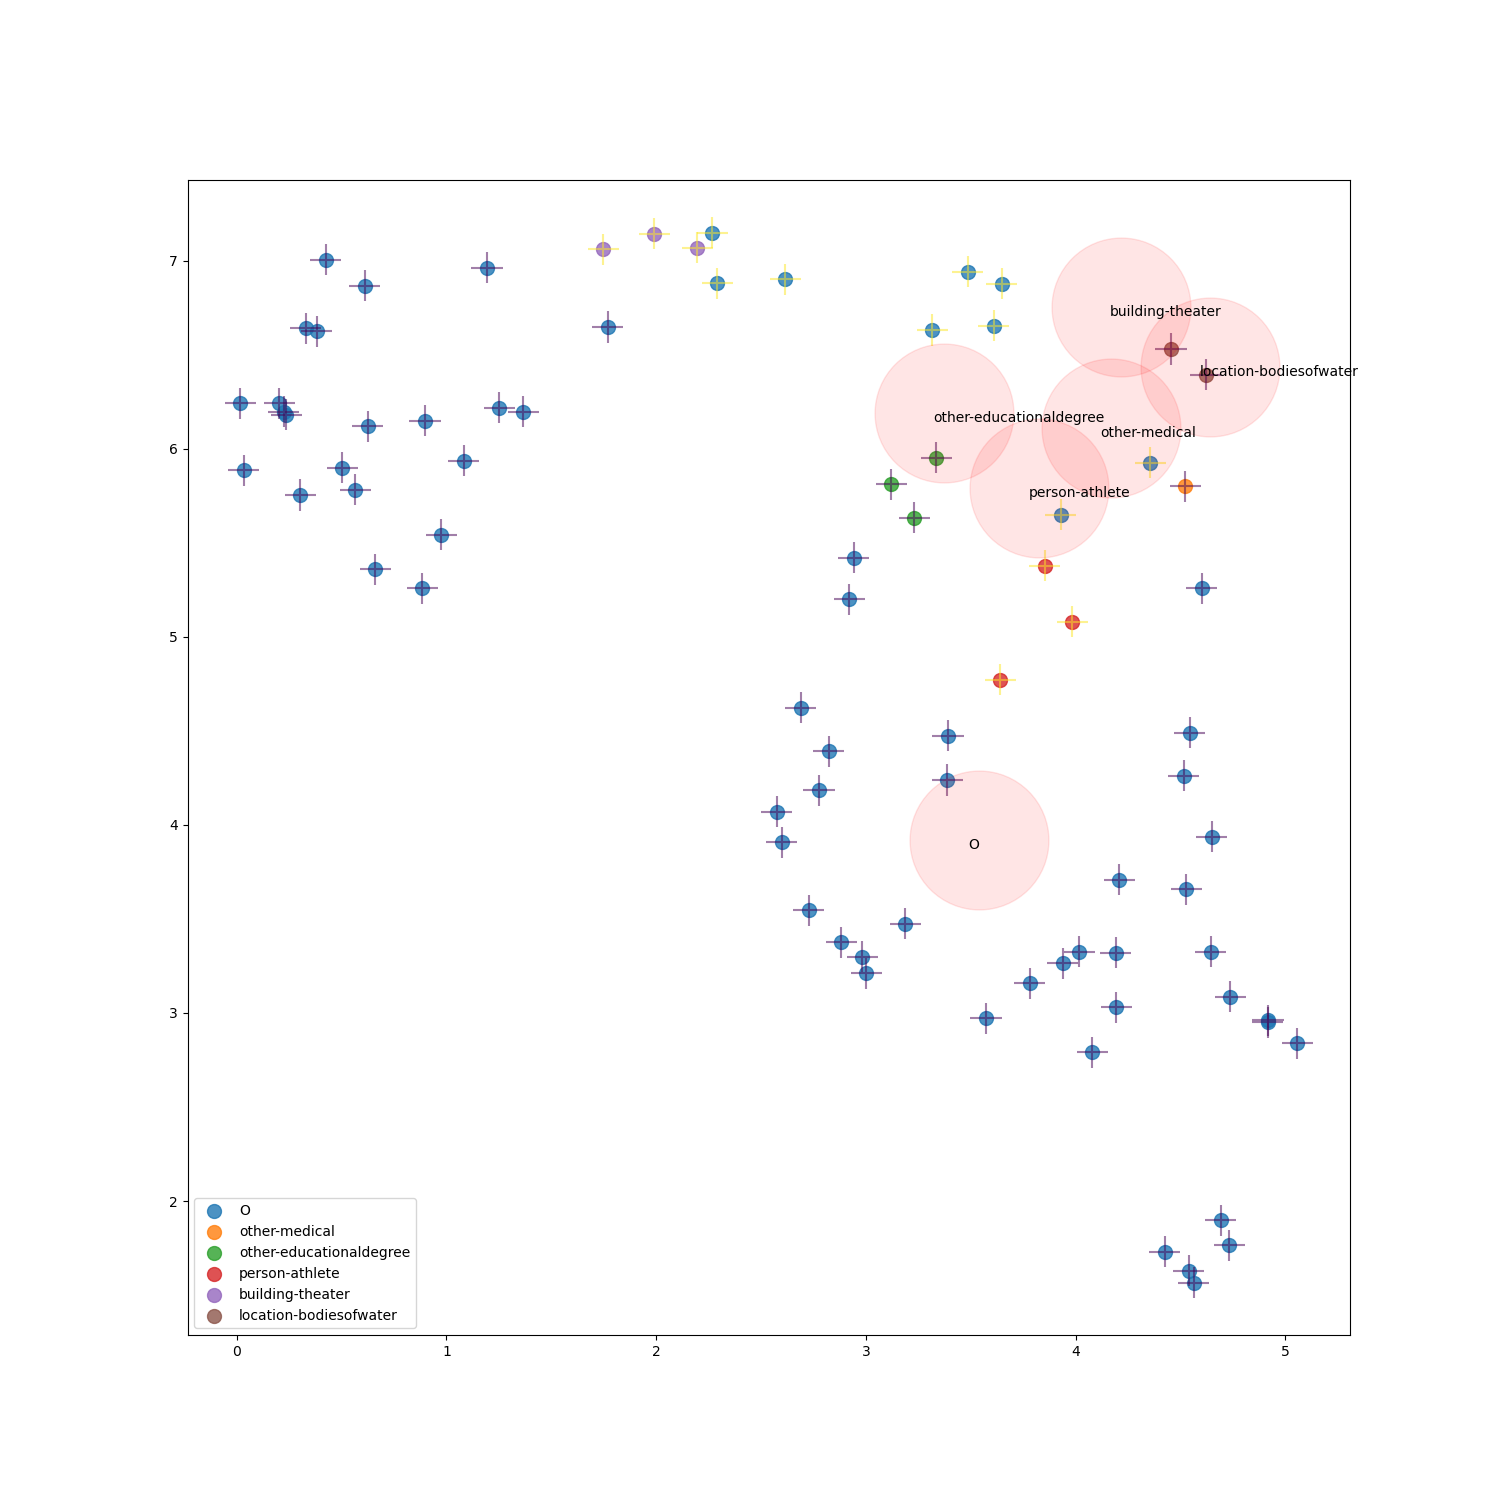 7
6
5
4
3
2
building-theater
location-bodiesofwater
other-educationaldegree
other-medical
person-athlete
O
O
other-medical
other-educationaldegree
person-athlete
building-theater
location-bodiesofwater
0 1 2 3 4 5